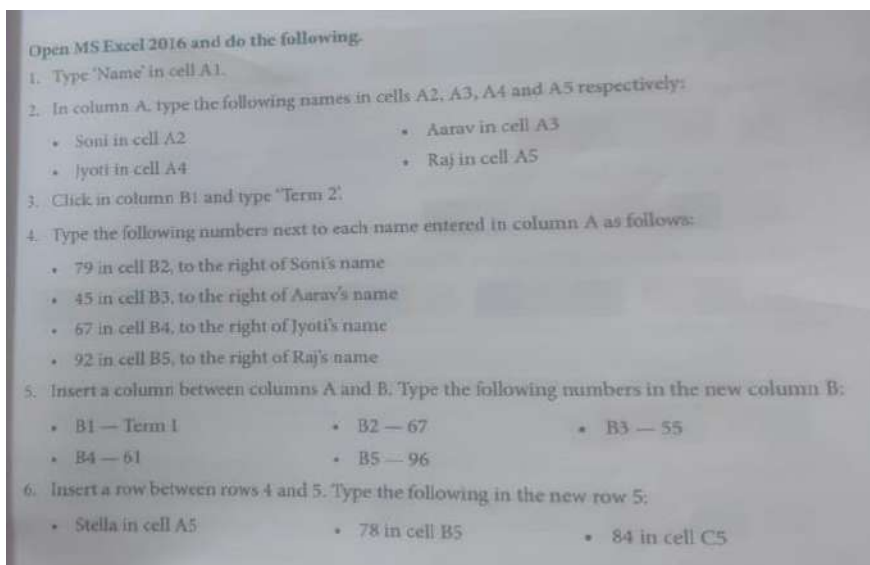 Open MS Excel 2016 and do the following.
1. Type 'Name' in cell A1.
2. In column A, type the following names in cells A2, A3, A4 and A5 respectively:
• Soni in cell A2 • Aarav in cell A3
• Jyoti in cell A4 • Raj in cell A5
3. Click in column B1 and type 'Term 2'.
4. Type the following numbers next to each name entered in column A as follows:
• 79 in cell B2, to the right of Soni's name
• 45 in cell B3, to the right of Aarav's name
• 67 in cell B4, to the right of Jyoti's name
• 92 in cell B5, to the right of Raj's name
5. Insert a column between columns A and B. Type the following numbers in the new column B:
• B1 — Term 1 • B2 — 67 • B3 — 55
• B4 — 61 • B5 — 96
6. Insert a row between rows 4 and 5. Type the following in the new row 5:
• Stella in cell A5 • 78 in cell B5 • 84 in cell C5